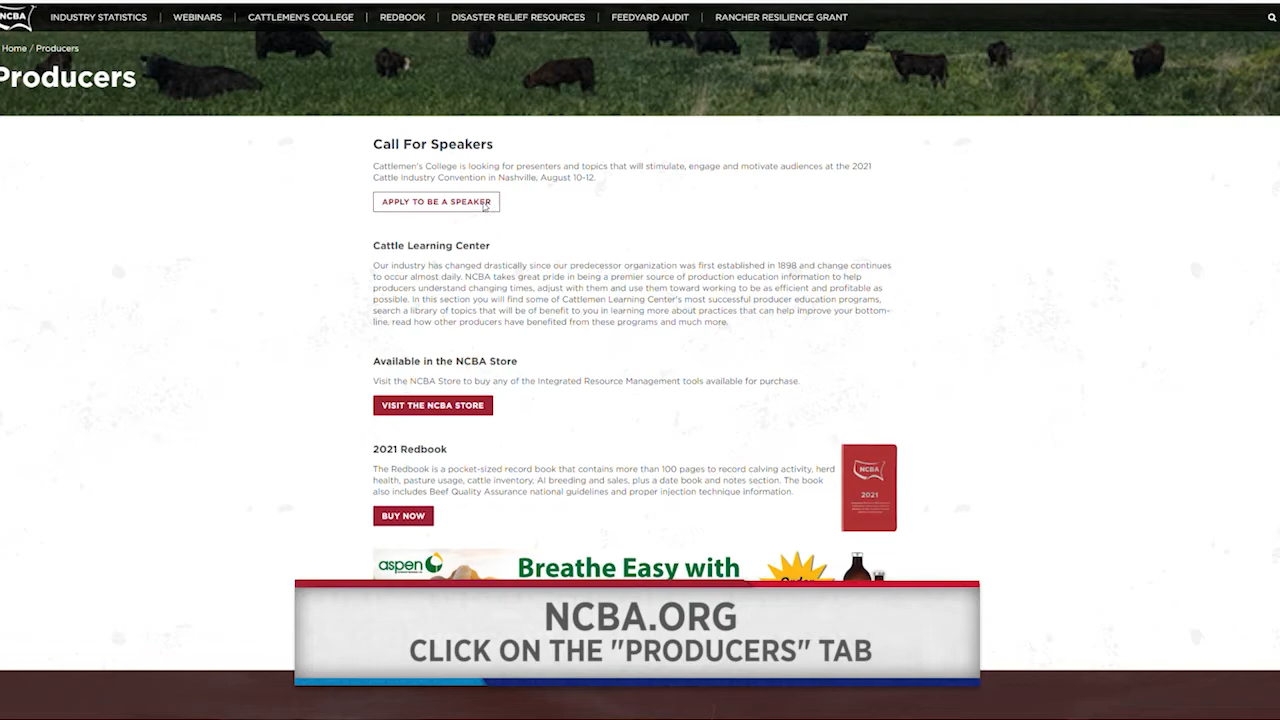 NCBA
INDUSTRY STATISTICS
WEBINARS
CATTLEMEN'S COLLEGE
REDBOOK
DISASTER RELIEF RESOURCES
FEEDYARD AUDIT
RANCHER RESILIENCE GRANT
Home / Producers
Producers
Call For Speakers
Cattlemen's College is looking for presenters and topics that will stimulate, engage and motivate audiences at the 2021
Cattle Industry Convention in Nashville, August 10-12.
APPLY TO BE A SPEAKER
Cattle Learning Center
Our industry has changed drastically since our predecessor organization was first established in 1898 and change continues
to occur almost daily. NCBA takes great pride in being a premier source of production education information to help
producers understand changing times, adjust with them and use them toward working to be as efficient and profitable as
possible. In this section you will find some of Cattlemen Learning Center's most successful producer education programs,
search a library of topics that will be of benefit to you in learning more about practices that can help improve your bottom-
line, read how other producers have benefited from these programs and much more.
Available in the NCBA Store
Visit the NCBA Store to buy any of the Integrated Resource Management tools available for purchase.
VISIT THE NCBA STORE
2021 Redbook
The Redbook is a pocket-sized record book that contains more than 100 pages to record calving activity, herd
health, pasture usage, cattle inventory, AI breeding and sales, plus a date book and notes section. The book
also includes Beef Quality Assurance national guidelines and proper injection technique information.
BUY NOW
NCBA
2021
aspen
Breathe Easy with
Order
NCBA.ORG
CLICK ON THE "PRODUCERS" TAB